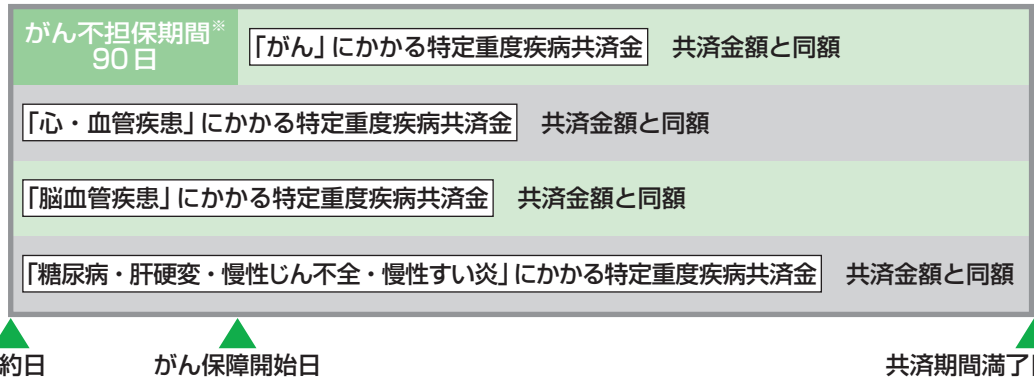 がん不担保期間※
90日
「がん」にかかる特定重度疾病共済金 共済金額と同額
「心・血管疾患」にかかる特定重度疾病共済金 共済金額と同額
「脳血管疾患」にかかる特定重度疾病共済金 共済金額と同額
「糖尿病・肝硬変・慢性じん不全・慢性すい炎」にかかる特定重度疾病共済金 共済金額と同額
約日 がん保障開始日 共済期間満了